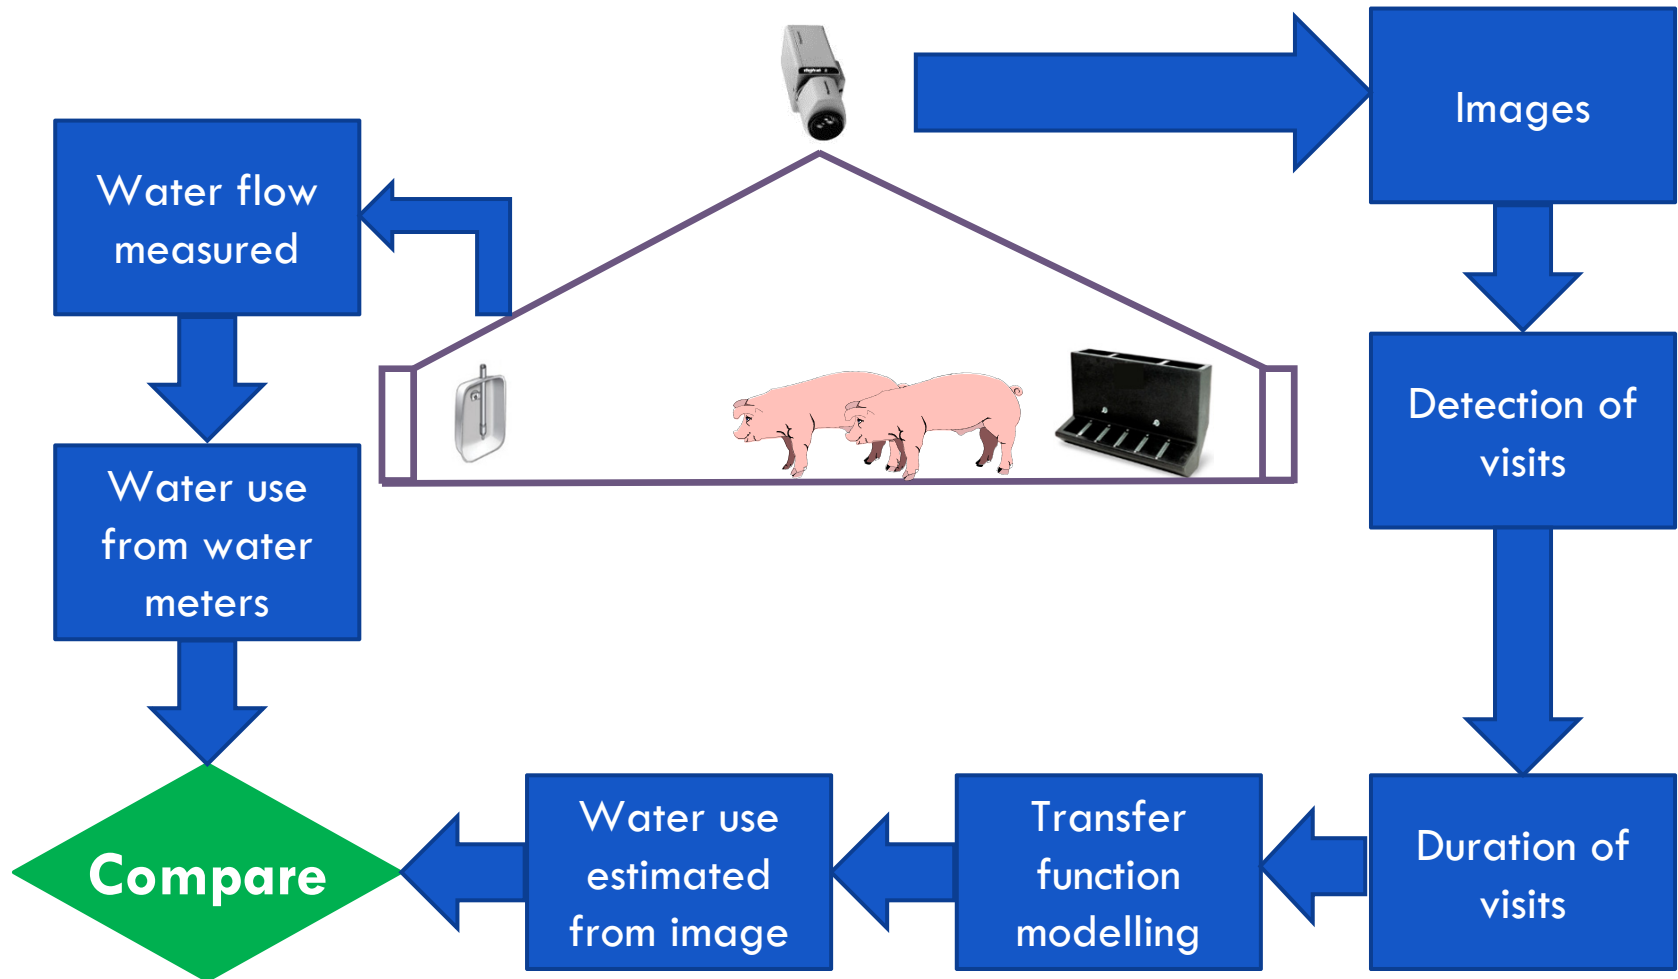 Images
Water flow
measured
Detection of
visits
Water use
from water
meters
Compare
Water use
estimated
from image
Transfer
function
modelling
Duration of
visits